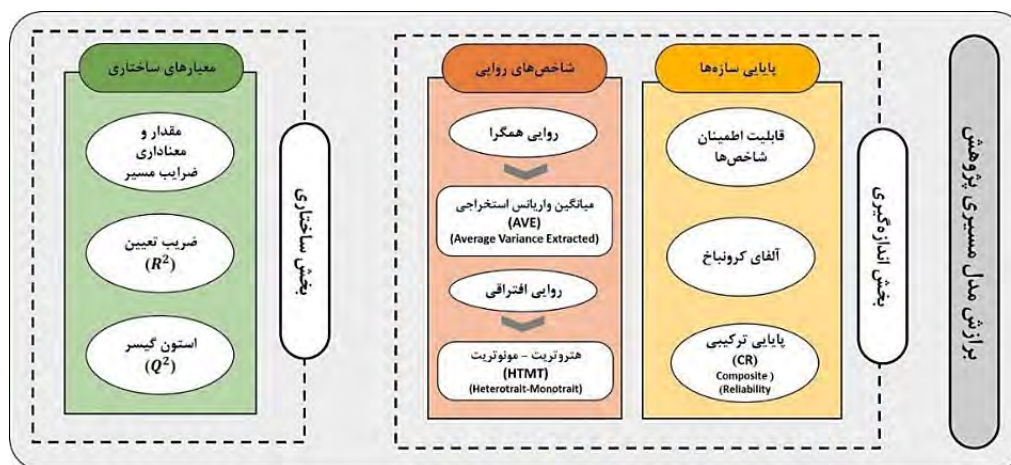 برازش مدل مسیری پژوهش
بخش اندازه‌گیری
پایایی سازه‌ها
قابلیت اطمینان
شاخص‌ها
آلفای کرونباخ
پایایی ترکیبی
(CR)
Composite )
(Reliability
شاخص‌های روایی
روایی همگرا
میانگین واریانس استخراجی
(AVE)
(Average Variance Extracted)
روایی افتراقی
هتروتریت - مونوتریت
(HTMT)
(Heterotrait-Monotrait)
بخش ساختاری
معیارهای ساختاری
مقدار و
معناداری
ضرایب مسیر
ضریب تعیین
(R²)
استون گیسر
(Q²)